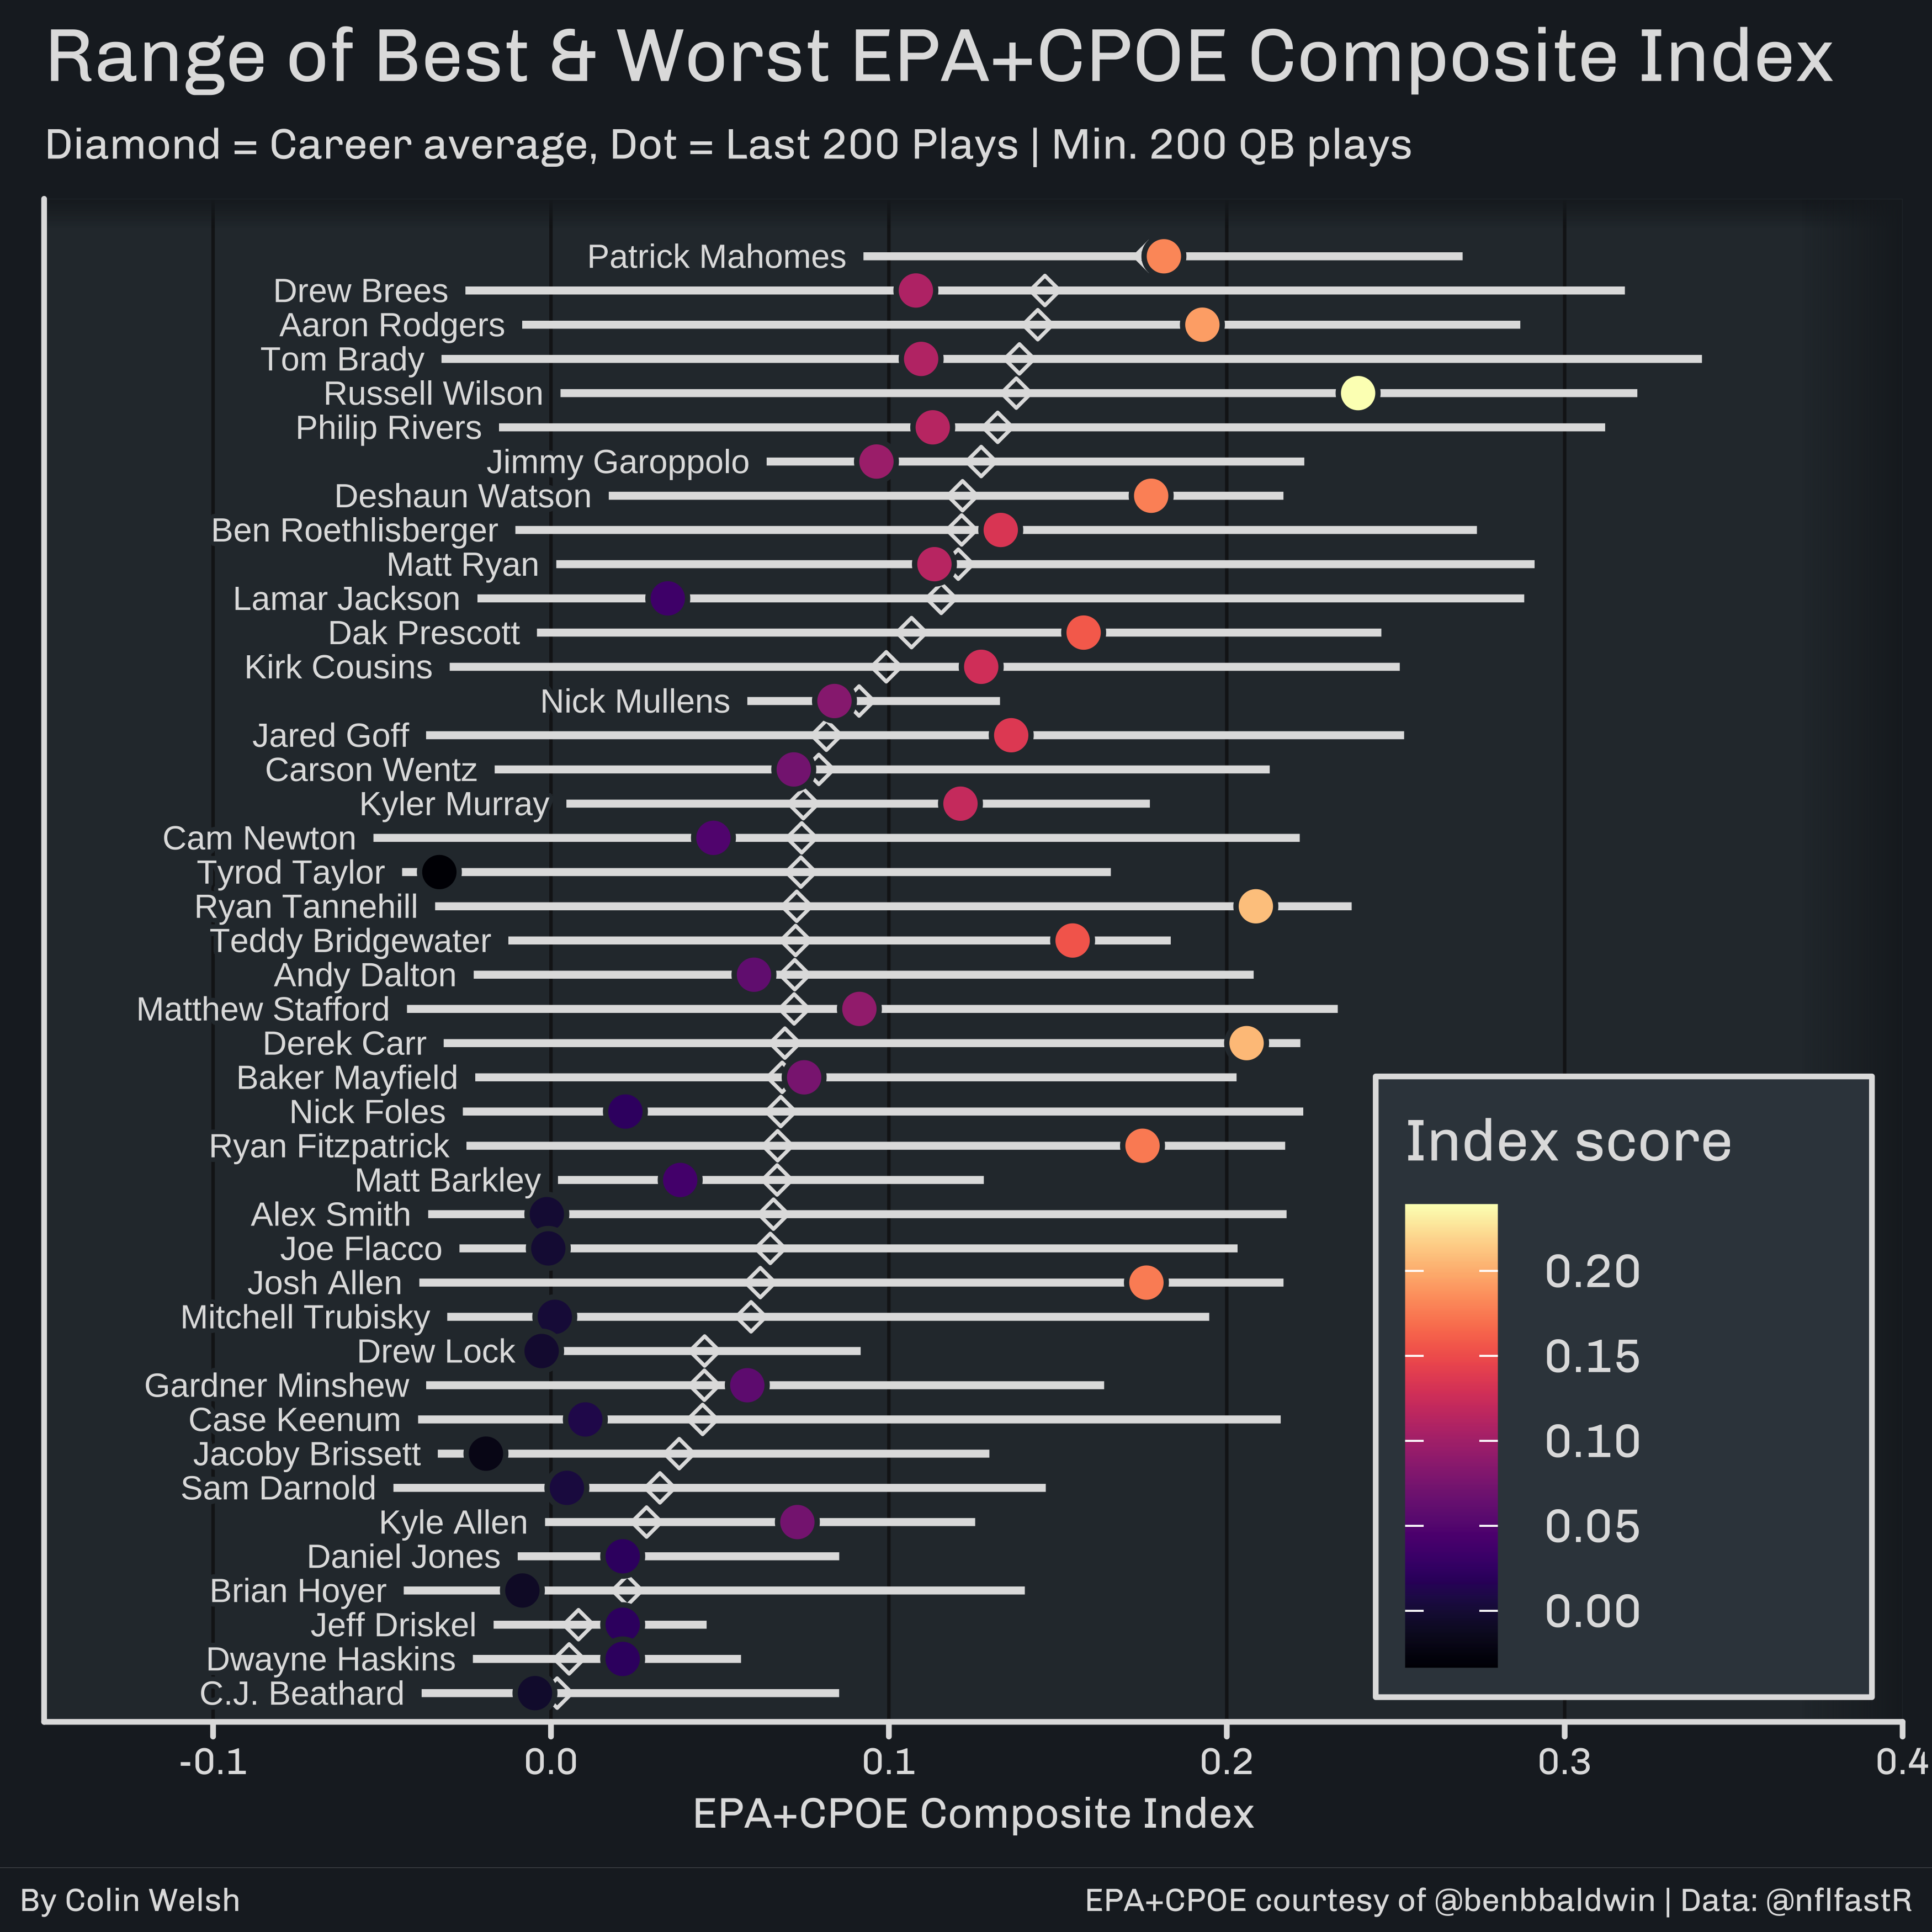 Range of Best & Worst EPA+CPOE Composite Index
Diamond = Career average, Dot = Last 200 Plays | Min. 200 QB plays
Patrick Mahomes
Drew Brees
Aaron Rodgers
Tom Brady
Russell Wilson
Philip Rivers
Jimmy Garoppolo
Deshaun Watson
Ben Roethlisberger
Matt Ryan
Lamar Jackson
Dak Prescott
Kirk Cousins
Nick Mullens
Jared Goff
Carson Wentz
Kyler Murray
Cam Newton
Tyrod Taylor
Ryan Tannehill
Teddy Bridgewater
Andy Dalton
Matthew Stafford
Derek Carr
Baker Mayfield
Nick Foles
Ryan Fitzpatrick
Matt Barkley
Alex Smith
Joe Flacco
Josh Allen
Mitchell Trubisky
Drew Lock
Gardner Minshew
Case Keenum
Jacoby Brissett
Sam Darnold
Kyle Allen
Daniel Jones
Brian Hoyer
Jeff Driskel
Dwayne Haskins
C.J. Beathard
Index score
0.20
0.15
0.10
0.05
0.00
-0.1 0.0 0.1 0.2 0.3 0.4
EPA+CPOE Composite Index
By Colin Welsh
EPA+CPOE courtesy of @benbbaldwin | Data: @nflfastR